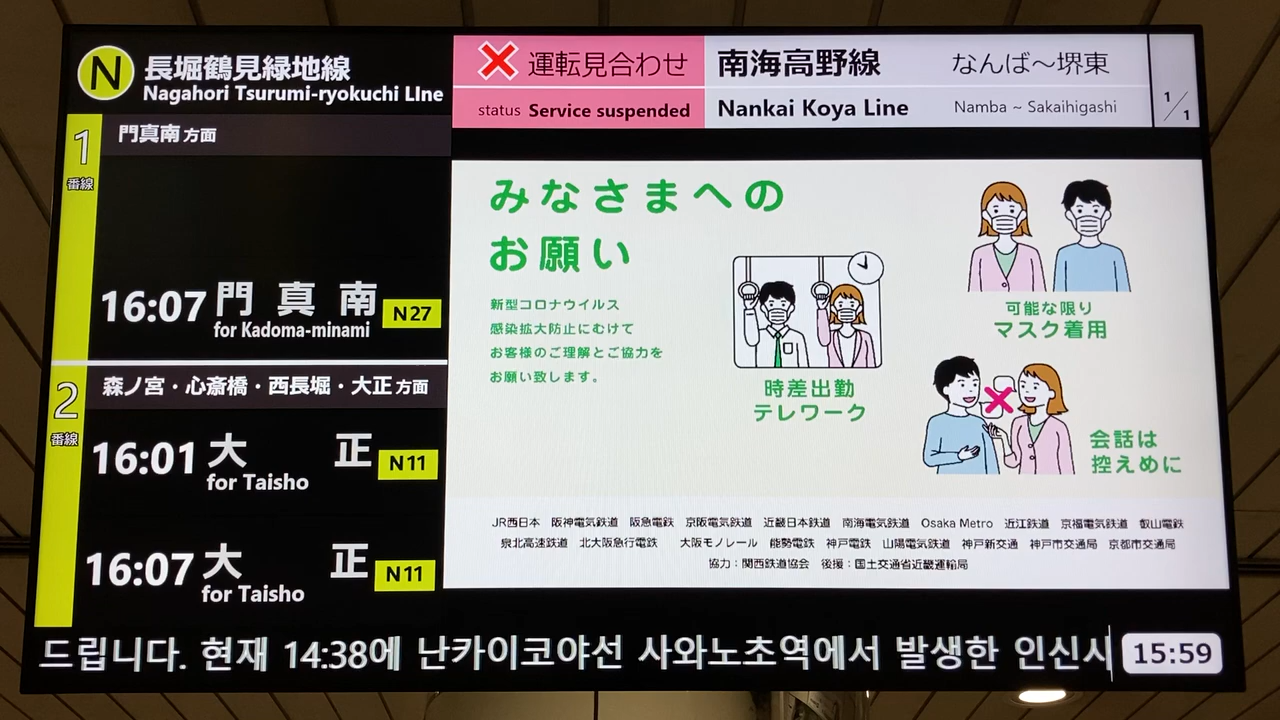 N 長堀鶴見緑地線
Nagahori Tsurumi-ryokuchi LIne
1 番線
門真南方面
16:07 門真南 N27
for Kadoma-minami
2 番線
森ノ宮・心斎橋・西長堀・大正方面
16:01 大正 N11
for Taisho
16:07 大正 N11
for Taisho
運転見合わせ 南海高野線 なんば～堺東
status Service suspended Nankai Koya Line Namba ~ Sakaihigashi
1/1
みなさまへの
お願い
新型コロナウイルス
感染拡大防止にむけて
お客様のご理解とご協力を
お願い致します。
時差出勤
テレワーク
可能な限り
マスク着用
会話は
控えめに
JR西日本 阪神電気鉄道 阪急電鉄 京阪電気鉄道 近畿日本鉄道 南海電気鉄道 Osaka Metro 近江鉄道 京福電気鉄道 叡山電鉄
泉北高速鉄道 北大阪急行電鉄 大阪モノレール 能勢電鉄 神戸電鉄 山陽電気鉄道 神戸新交通 神戸市交通局 京都市交通局
協力：関西鉄道協会 後援：国土交通省近畿運輸局
드립니다. 현재 14:38에 난카이코야선 사와노초역에서 발생한 인신시
15:59